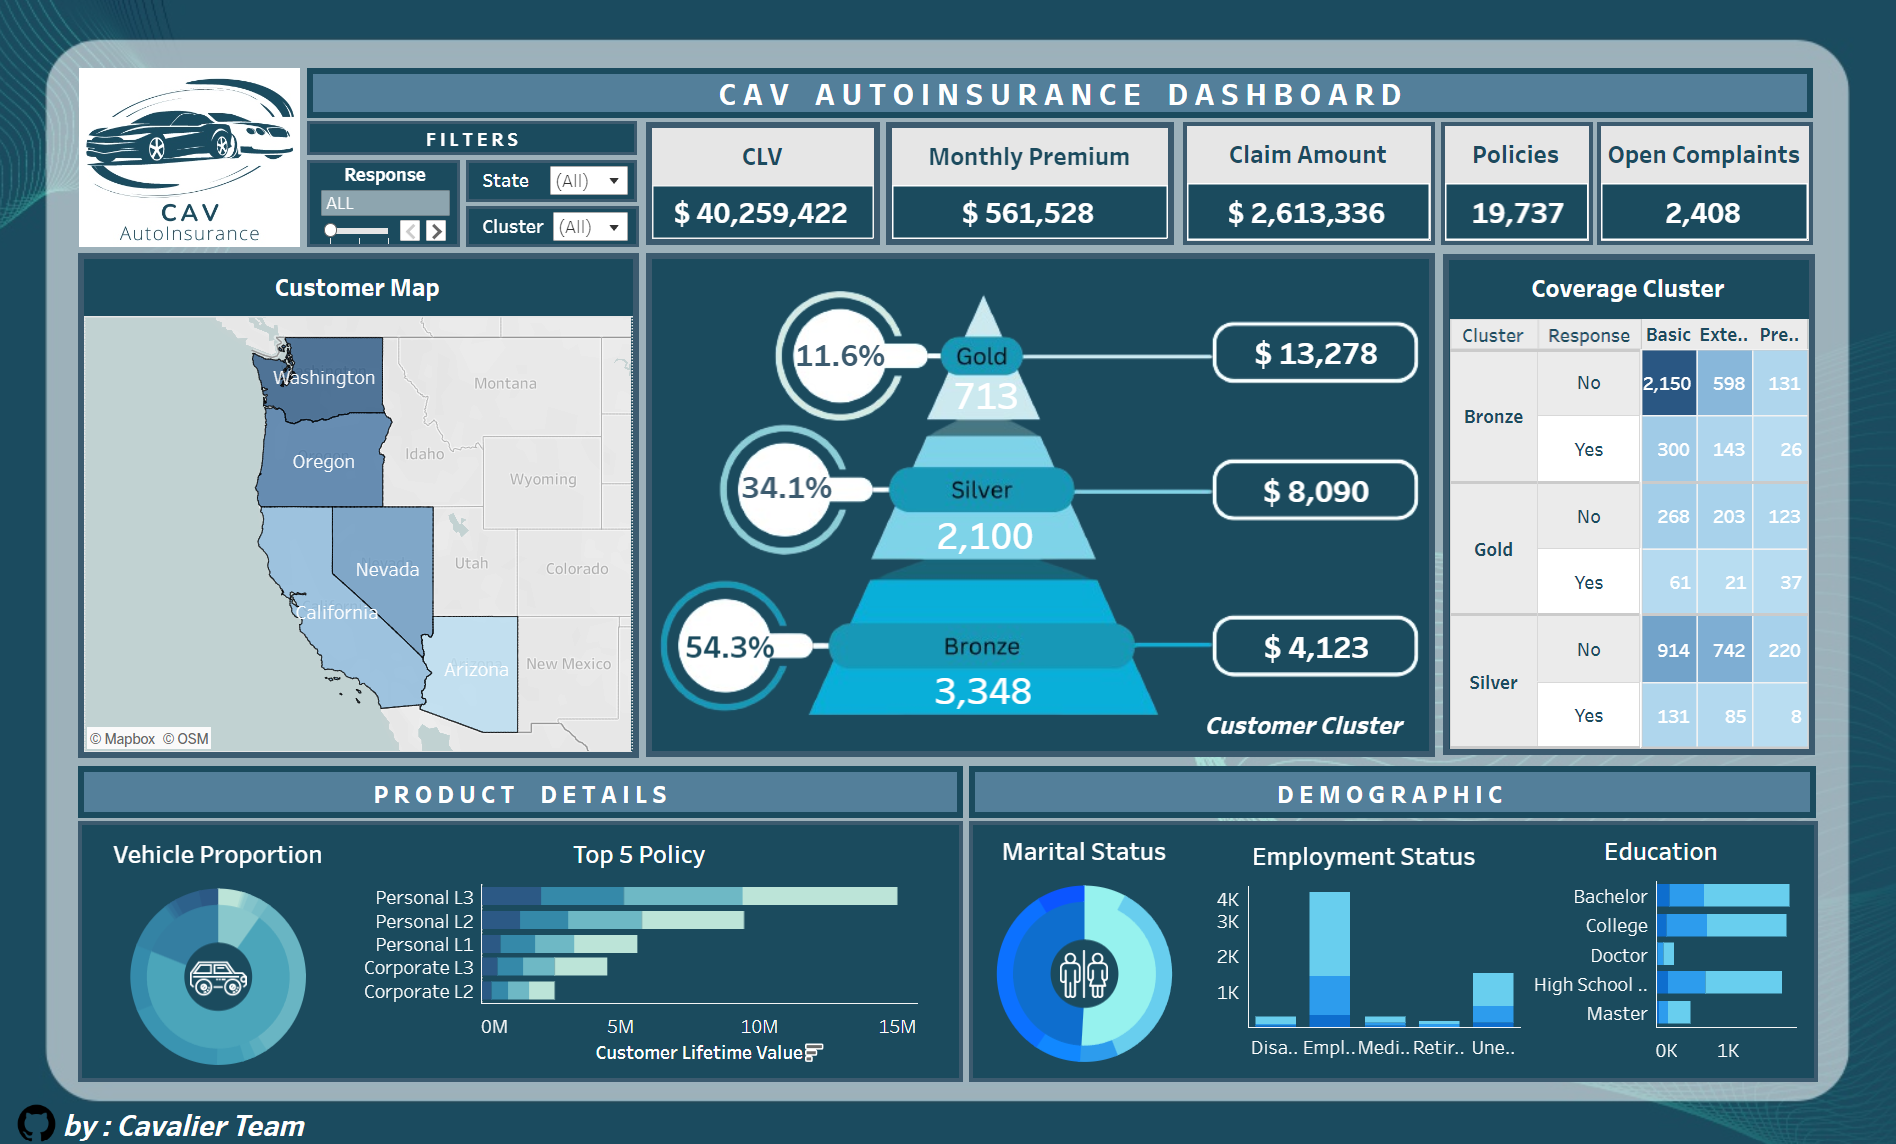 CAV AUTOINSURANCE DASHBOARD
CAV
AutoInsurance
FILTERS
Response
ALL
State (All)
Cluster (All)
CLV
$ 40,259,422
Monthly Premium
$ 561,528
Claim Amount
$ 2,613,336
Policies
19,737
Open Complaints
2,408
Customer Map
Washington
Montana
Oregon
Idaho
Wyoming
Nevada
Utah
Colorado
California
Arizona
New Mexico
© Mapbox © OSM
11.6%
Gold
713
$ 13,278
34.1%
Silver
2,100
$ 8,090
54.3%
Bronze
3,348
$ 4,123
Customer Cluster
Coverage Cluster
Cluster Response Basic Exte.. Pre..
Bronze
No 2,150 598 131
Yes 300 143 26
Gold
No 268 203 123
Yes 61 21 37
Silver
No 914 742 220
Yes 131 85 8
PRODUCT DETAILS
Vehicle Proportion
Top 5 Policy
Personal L3
Personal L2
Personal L1
Corporate L3
Corporate L2
0M 5M 10M 15M
Customer Lifetime Value
DEMOGRAPHIC
Marital Status
Employment Status
4K
3K
2K
1K
Disa.. Empl.. Medi.. Retir.. Une..
Education
Bachelor
College
Doctor
High School ..
Master
0K 1K
by : Cavalier Team